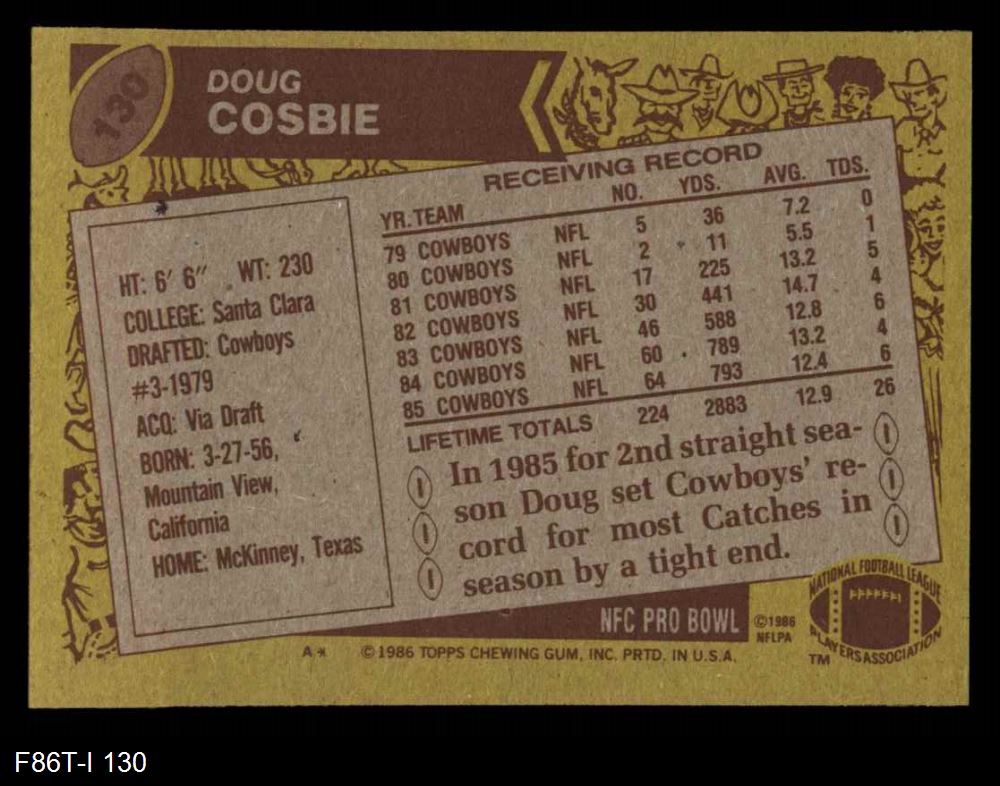 130
DOUG
COSBIE
RECEIVING RECORD
YR. TEAM NO. YDS. AVG. TDS.
79 COWBOYS NFL 5 36 7.2 0
80 COWBOYS NFL 2 11 5.5 1
81 COWBOYS NFL 17 225 13.2 5
82 COWBOYS NFL 30 441 14.7 4
83 COWBOYS NFL 46 588 12.8 6
84 COWBOYS NFL 60 789 13.2 4
85 COWBOYS NFL 64 793 12.4 6
LIFETIME TOTALS 224 2883 12.9 26
HT: 6' 6" WT: 230
COLLEGE: Santa Clara
DRAFTED: Cowboys
#3-1979
ACQ: Via Draft
BORN: 3-27-56,
Mountain View,
California
HOME: McKinney, Texas
In 1985 for 2nd straight sea-
son Doug set Cowboys' re-
cord for most Catches in
season by a tight end.
NFC PRO BOWL
©1986
NFLPA
NATIONAL FOOTBALL LEAGUE
PLAYERS ASSOCIATION
TM
A* ©1986 TOPPS CHEWING GUM, INC. PRTD. IN U.S.A.
F86T-I 130